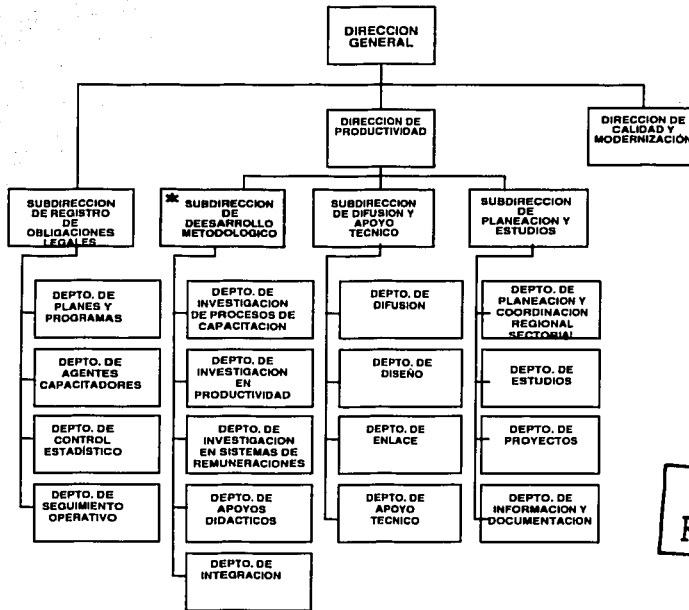 DIRECCION
GENERAL
DIRECCION DE
PRODUCTIVIDAD
DIRECCION DE
CALIDAD Y
MODERNIZACIÓN
SUBDIRECCION
DE REGISTRO
DE
OBLIGACIONES
LEGALES
* SUBDIRECCION
DE
DEESARROLLO
METODOLOGICO
SUBDIRECCION
DE DIFUSION Y
APOYO
TECNICO
SUBDIRECCION
DE
PLANEACION Y
ESTUDIOS
DEPTO. DE
PLANES Y
PROGRAMAS
DEPTO. DE
AGENTES
CAPACITADORES
DEPTO. DE
CONTROL
ESTADÍSTICO
DEPTO. DE
SEGUIMIENTO
OPERATIVO
DEPTO. DE
INVESTIGACION
DE PROCESOS DE
CAPACITACION
DEPTO. DE
INVESTIGACION
EN
PRODUCTIVIDAD
DEPTO. DE
INVESTIGACION
EN SISTEMAS DE
REMUNERACIONES
DEPTO. DE
APOYOS
DIDACTICOS
DEPTO. DE
INTEGRACION
DEPTO. DE
DIFUSION
DEPTO. DE
DISEÑO
DEPTO. DE
ENLACE
DEPTO. DE
APOYO
TECNICO
DEPTO. DE
PLANEACION Y
COORDINACION
REGIONAL
SECTORIAL
DEPTO. DE
ESTUDIOS
DEPTO. DE
PROYECTOS
DEPTO. DE
INFORMACION Y
DOCUMENTACION